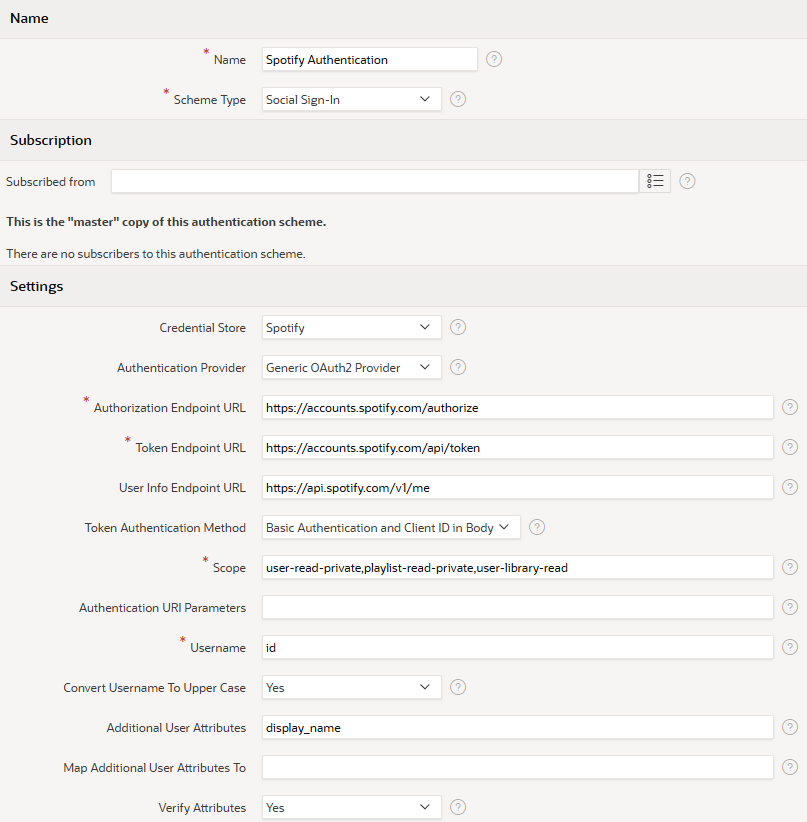 Name
* Name Spotify Authentication ?
* Scheme Type Social Sign-In ?
Subscription
Subscribed from ?
This is the "master" copy of this authentication scheme.
There are no subscribers to this authentication scheme.
Settings
Credential Store Spotify ?
Authentication Provider Generic OAuth2 Provider ?
* Authorization Endpoint URL https://accounts.spotify.com/authorize ?
* Token Endpoint URL https://accounts.spotify.com/api/token ?
User Info Endpoint URL https://api.spotify.com/v1/me ?
Token Authentication Method Basic Authentication and Client ID in Body ?
* Scope user-read-private,playlist-read-private,user-library-read ?
Authentication URI Parameters ?
* Username id ?
Convert Username To Upper Case Yes ?
Additional User Attributes display_name ?
Map Additional User Attributes To ?
Verify Attributes Yes ?